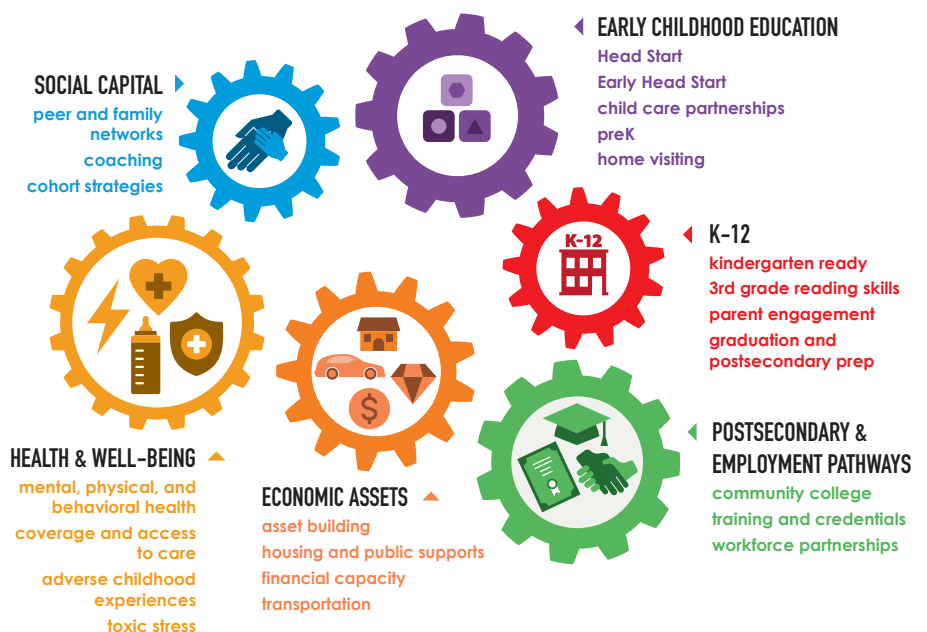 SOCIAL CAPITAL
peer and family
networks
coaching
cohort strategies
EARLY CHILDHOOD EDUCATION
Head Start
Early Head Start
child care partnerships
preK
home visiting
K-12
K-12
kindergarten ready
3rd grade reading skills
parent engagement
graduation and
postsecondary prep
HEALTH & WELL-BEING
mental, physical, and
behavioral health
coverage and access
to care
adverse childhood
experiences
toxic stress
$
ECONOMIC ASSETS
asset building
housing and public supports
financial capacity
transportation
POSTSECONDARY &
EMPLOYMENT PATHWAYS
community college
training and credentials
workforce partnerships